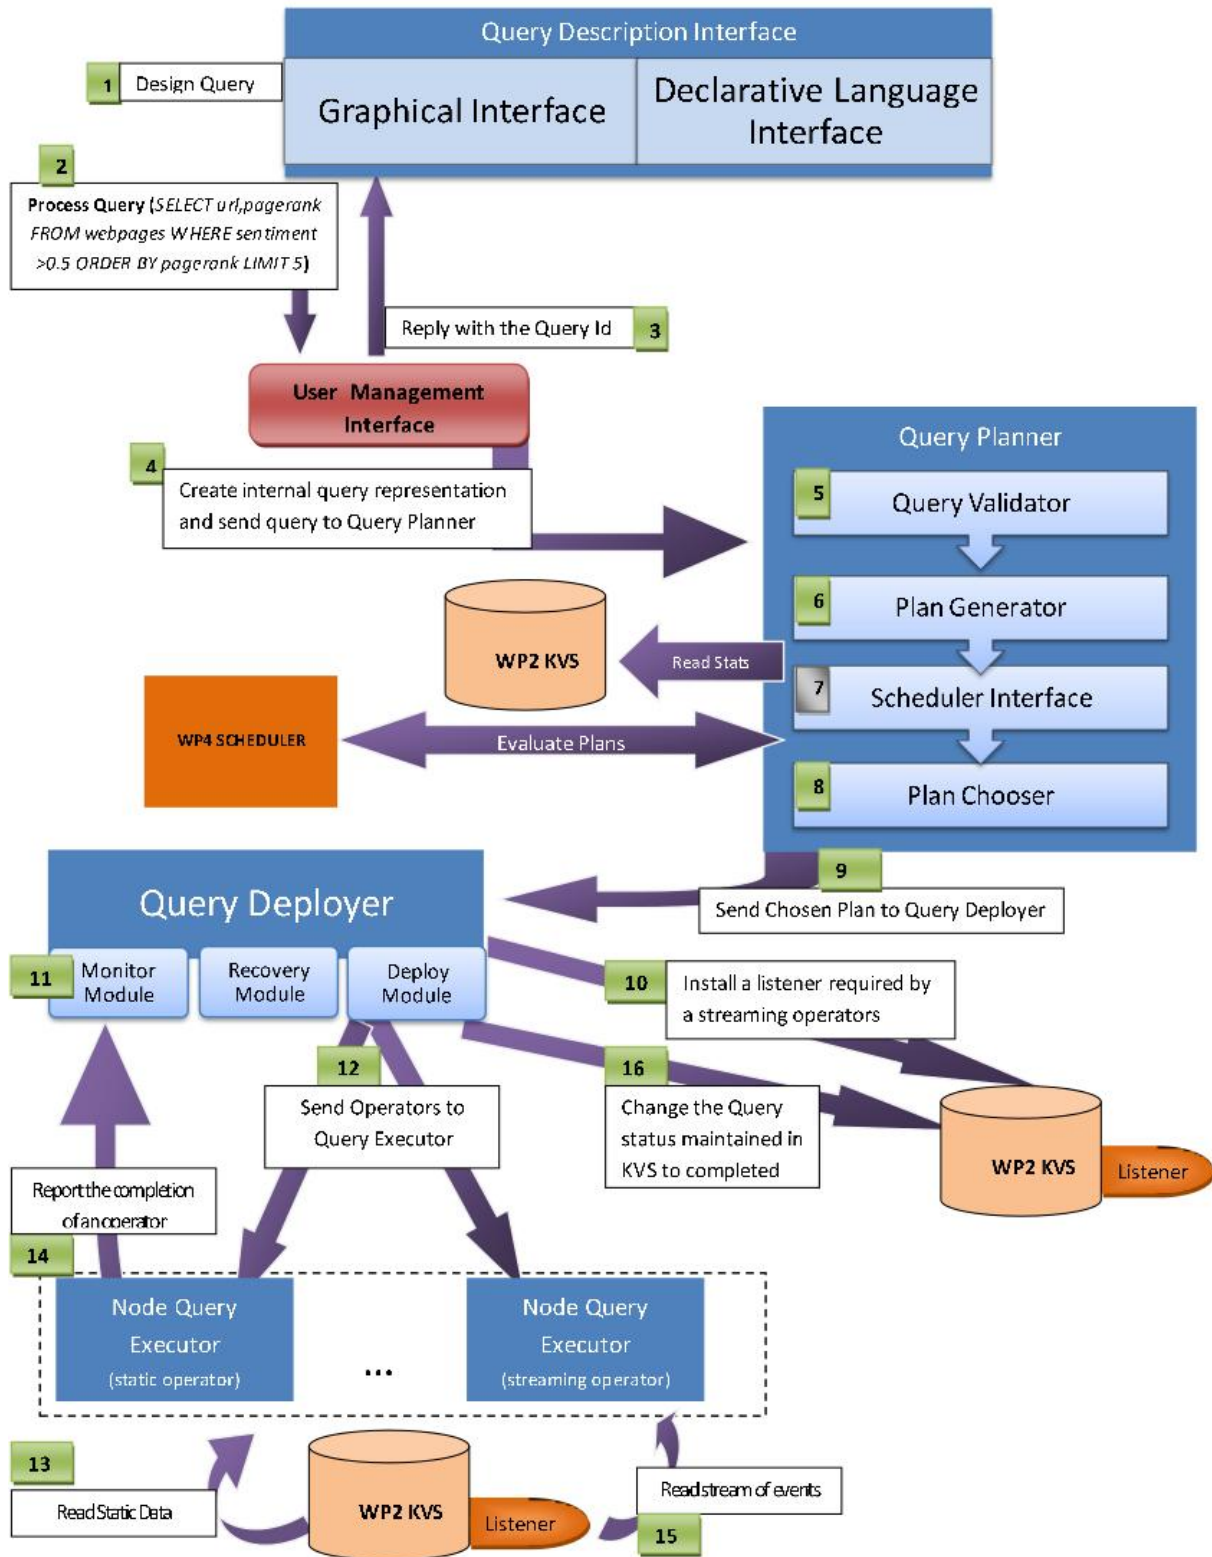 Query Description Interface
1
Design Query
Graphical Interface
Declarative Language
Interface
2
Process Query (SELECT url,pagerank
FROM webpages WHERE sentiment
>0.5 ORDER BY pagerank LIMIT 5)
Reply with the Query Id
3
User Management
Interface
4
Create internal query representation
and send query to Query Planner
Query Planner
5
Query Validator
6
Plan Generator
7
Scheduler Interface
8
Plan Chooser
WP2 KVS
Read Stats
WP4 SCHEDULER
Evaluate Plans
9
Send Chosen Plan to Query Deployer
Query Deployer
11
Monitor
Module
Recovery
Module
Deploy
Module
10
Install a listener required by
a streaming operators
12
Send Operators to
Query Executor
16
Change the Query
status maintained in
KVS to completed
WP2 KVS
Listener
Report the completion
of an operator
14
Node Query
Executor
(static operator)
...
Node Query
Executor
(streaming operator)
13
Read Static Data
WP2 KVS
Listener
Read stream of events
15